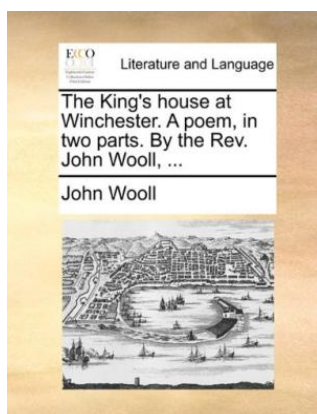 ECCO
Literature and Language
The King's house at
Winchester. A poem, in
two parts. By the Rev.
John Wooll, ...
John Wooll